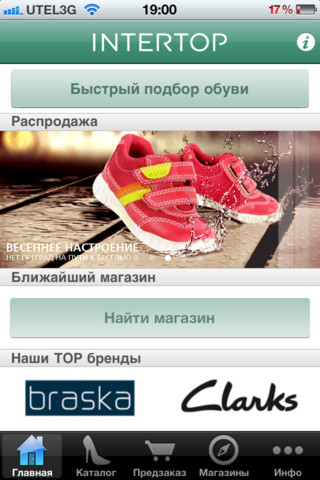 UTEL3G 19:00 17%
INTERTOP
Быстрый подбор обуви
Распродажа
ВЕСЕННЕЕ НАСТРОЕНИЕ
НЕТ ПРЕГРАД НА ПУТИ К ВЕСЕЛЬЮ
Ближайший магазин
Найти магазин
Наши TOP бренды
braska Clarks
Главная Каталог Предзаказ Магазины Инфо